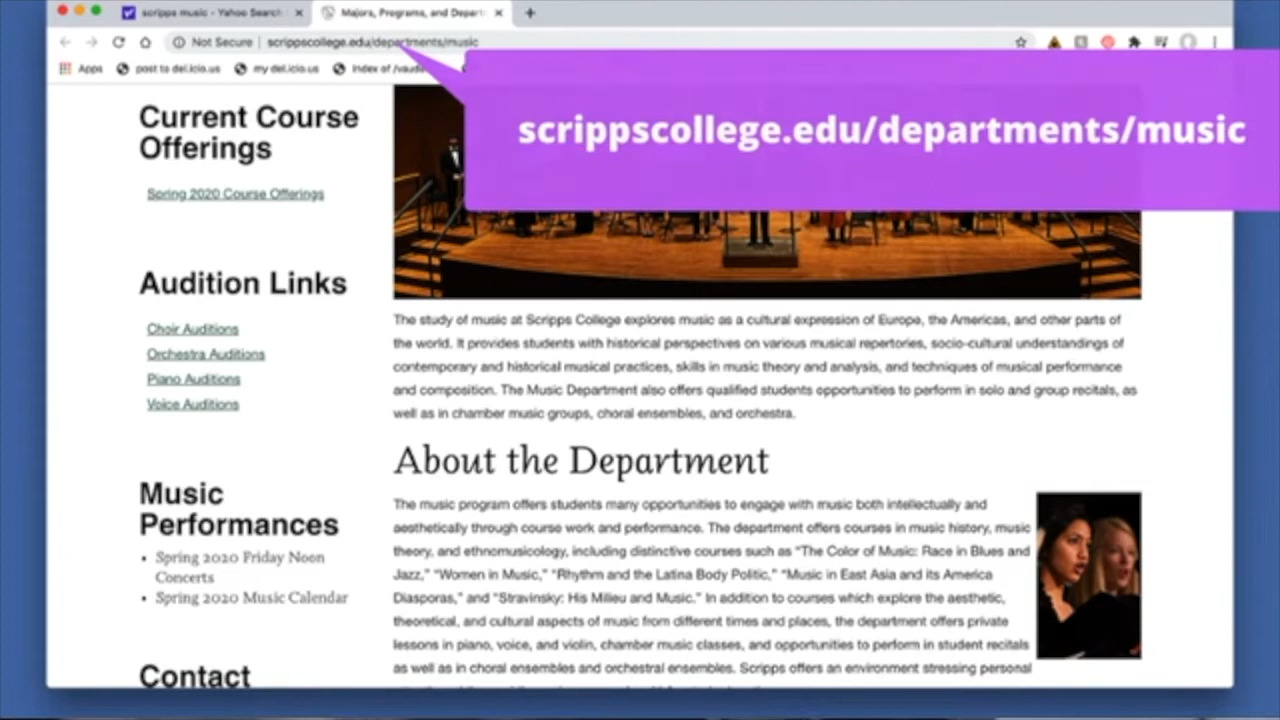 scripps music - Yahoo Search
Majors, Programs, and Depart
Not Secure | scrippscollege.edu/departments/music
Apps
post to del.icio.us
my del.icio.us
Index of /vaude
scrippscollege.edu/departments/music
Current Course
Offerings
Spring 2020 Course Offerings
Audition Links
Choir Auditions
Orchestra Auditions
Piano Auditions
Voice Auditions
Music
Performances
• Spring 2020 Friday Noon
Concerts
• Spring 2020 Music Calendar
Contact
The study of music at Scripps College explores music as a cultural expression of Europe, the Americas, and other parts of
the world. It provides students with historical perspectives on various musical repertories, socio-cultural understandings of
contemporary and historical musical practices, skills in music theory and analysis, and techniques of musical performance
and composition. The Music Department also offers qualified students opportunities to perform in solo and group recitals, as
well as in chamber music groups, choral ensembles, and orchestra.
About the Department
The music program offers students many opportunities to engage with music both intellectually and
aesthetically through course work and performance. The department offers courses in music history, music
theory, and ethnomusicology, including distinctive courses such as “The Color of Music: Race in Blues and
Jazz,” “Women in Music,” “Rhythm and the Latina Body Politic,” “Music in East Asia and its America
Diasporas,” and “Stravinsky: His Milieu and Music.” In addition to courses which explore the aesthetic,
theoretical, and cultural aspects of music from different times and places, the department offers private
lessons in piano, voice, and violin, chamber music classes, and opportunities to perform in student recitals
as well as in choral ensembles and orchestral ensembles. Scripps offers an environment stressing personal